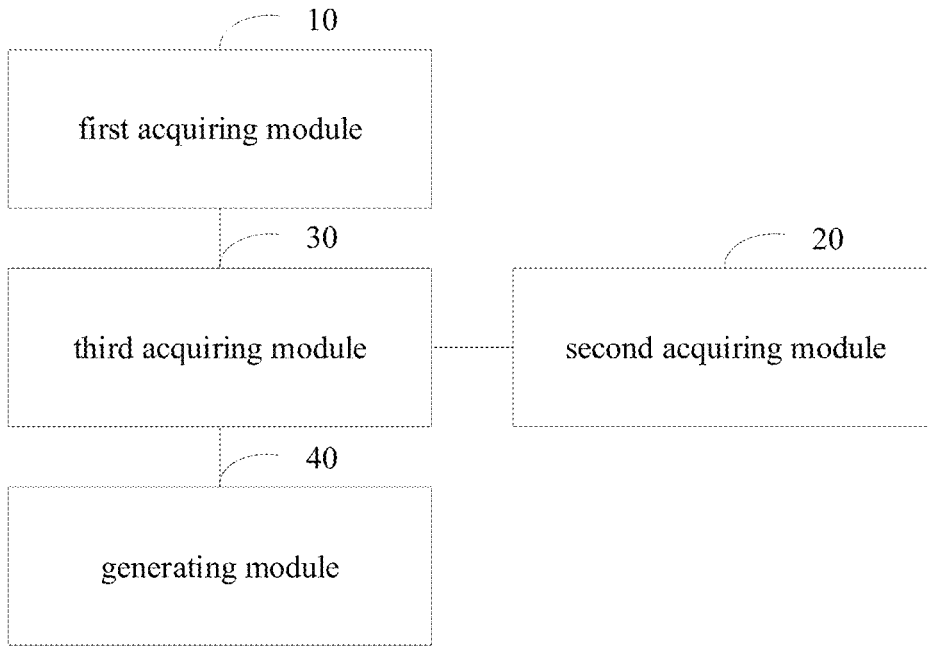 10
first acquiring module
30
20
third acquiring module
second acquiring module
40
generating module